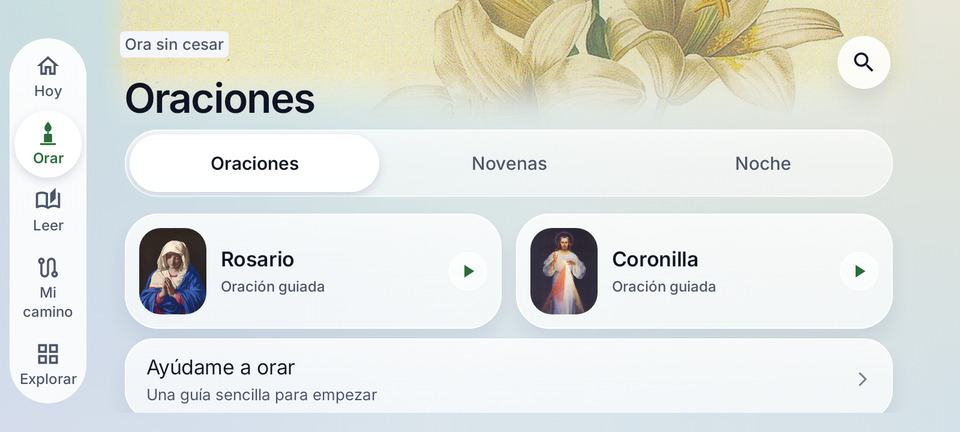 Ora sin cesar
Oraciones
Hoy
Orar
Leer
Mi
camino
Explorar
Oraciones
Novenas
Noche
Rosario
Oración guiada
Coronilla
Oración guiada
Ayúdame a orar
Una guía sencilla para empezar